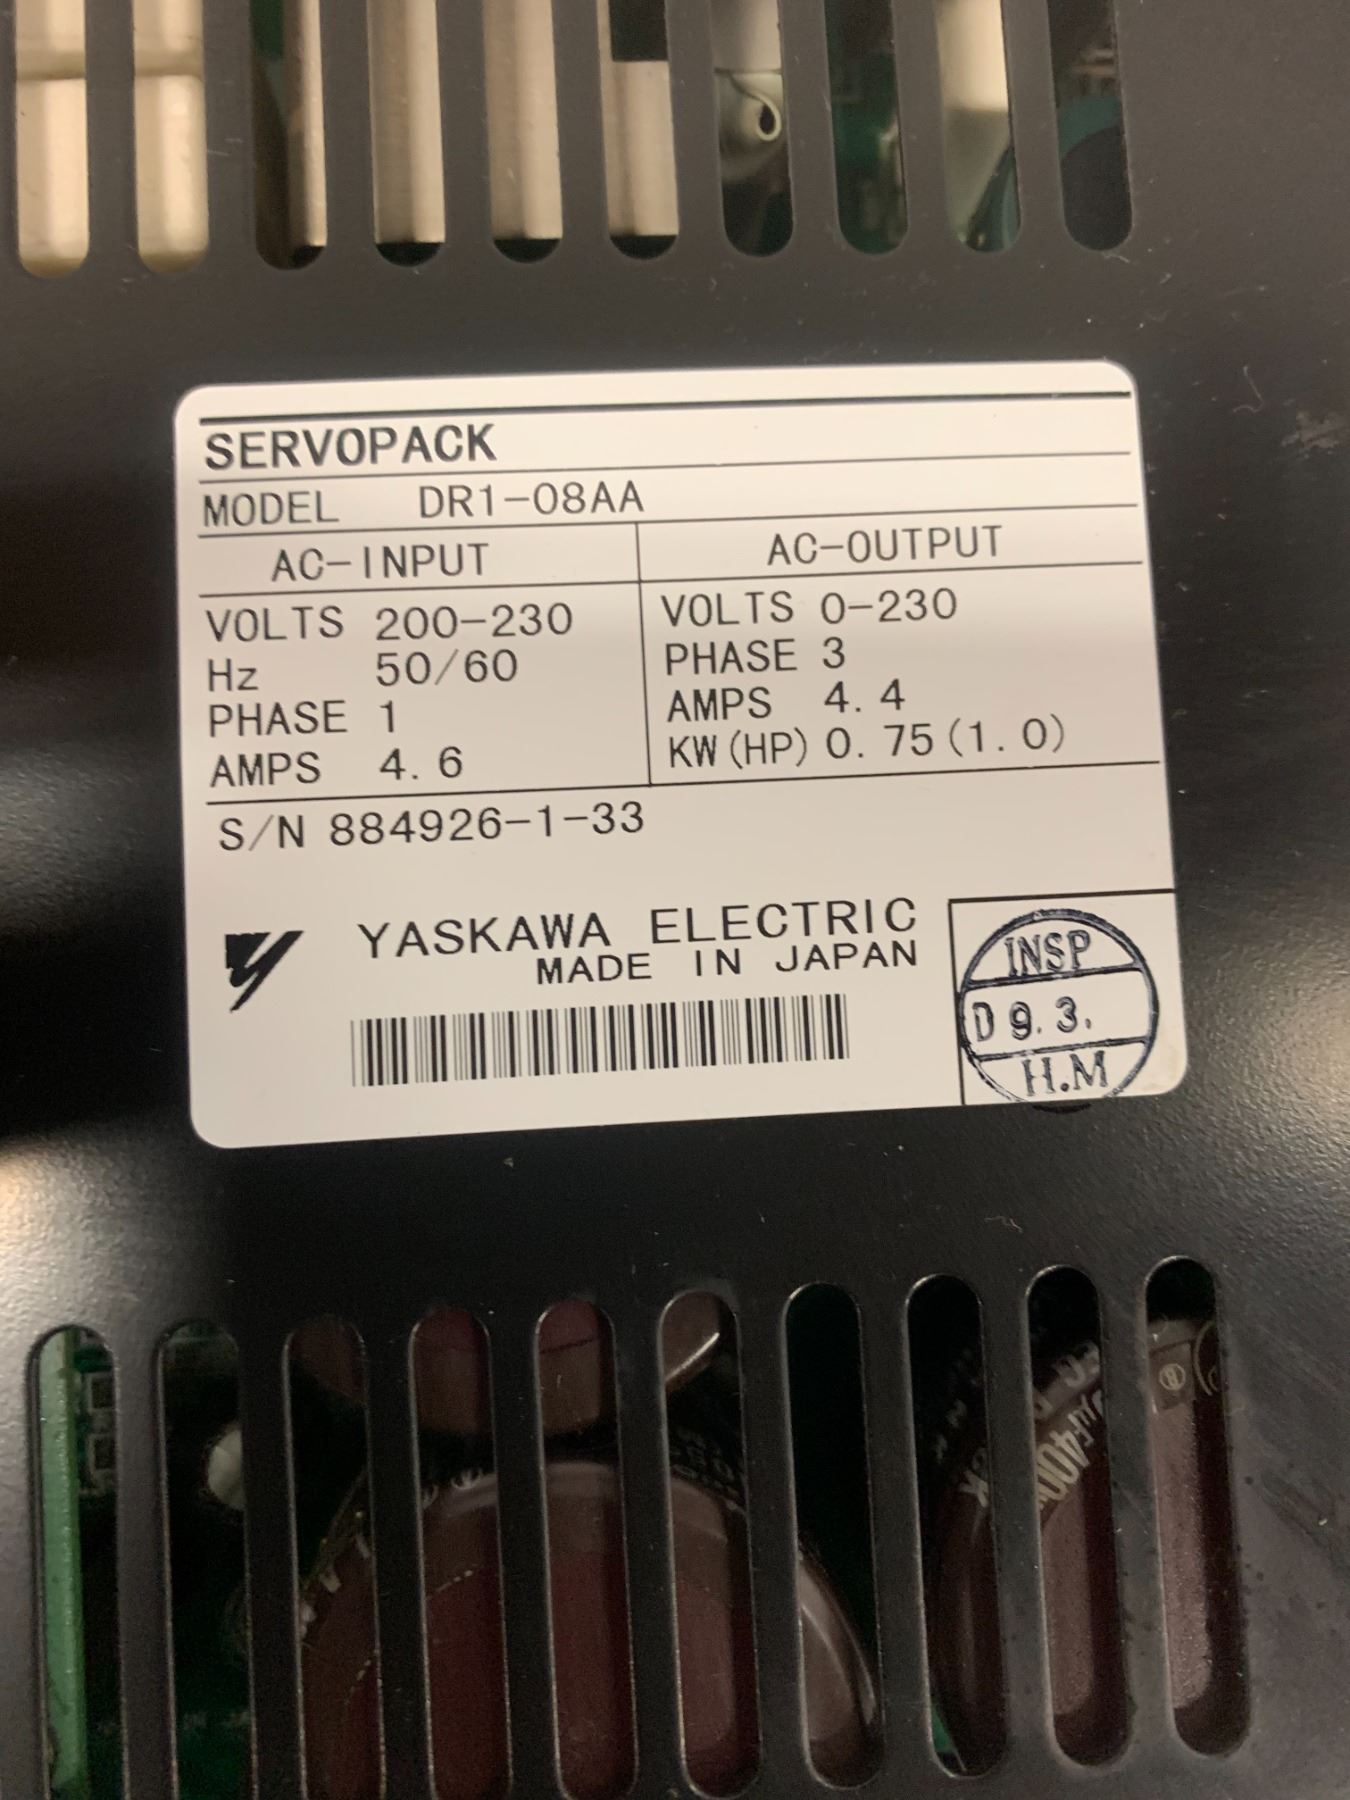 SERVOPACK
MODEL DR1-08AA
AC-INPUT AC-OUTPUT
VOLTS 200-230 VOLTS 0-230
Hz 50/60 PHASE 3
PHASE 1 AMPS 4.4
AMPS 4.6 KW(HP) 0.75(1.0)
S/N 884926-1-33
YASKAWA ELECTRIC
MADE IN JAPAN
INSP
D 9.3.
H.M